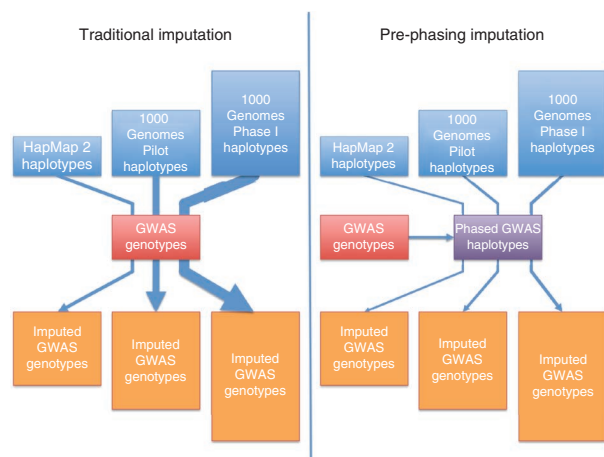 Traditional imputation
HapMap 2
haplotypes
1000
Genomes
Pilot
haplotypes
1000
Genomes
Phase I
haplotypes
GWAS
genotypes
Imputed
GWAS
genotypes
Imputed
GWAS
genotypes
Imputed
GWAS
genotypes
Pre-phasing imputation
HapMap 2
haplotypes
1000
Genomes
Pilot
haplotypes
1000
Genomes
Phase I
haplotypes
GWAS
genotypes
Phased GWAS
haplotypes
Imputed
GWAS
genotypes
Imputed
GWAS
genotypes
Imputed
GWAS
genotypes